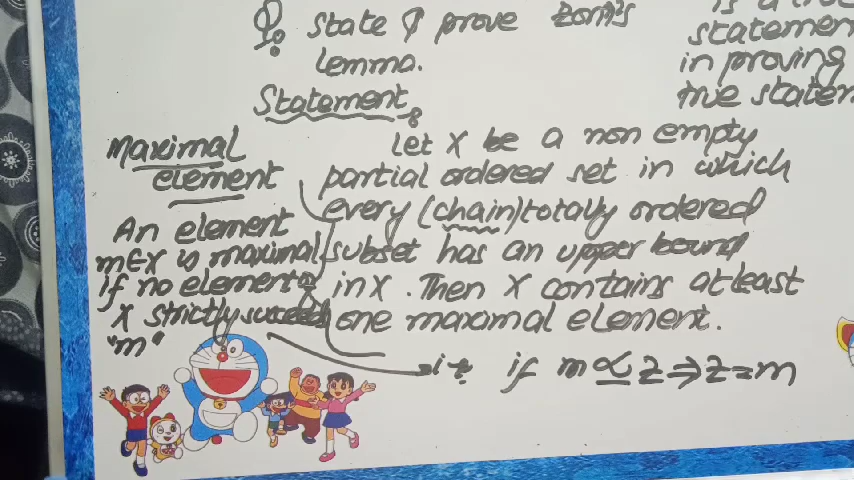 Q. State & prove Zorn's
lemma.
Statement :
Let X be a non empty
partial ordered set in which
every (chain) totally ordered
subset has an upper bound
in X. Then X contains atleast
one maximal element.
i.e. if m ∝ z ⇒ z = m
Maximal
element
An element
m∈X is maximal
if no element of
X strictly succeeds
"m"
is a
statement
in proving
true statem